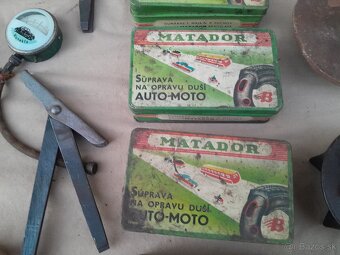 MATADOR
SÚPRAVA
NA OPRAVU DUŠÍ
AUTO-MOTO
B
MATADOR
SÚPRAVA
NA OPRAVU DUŠÍ
AUTO-MOTO
B